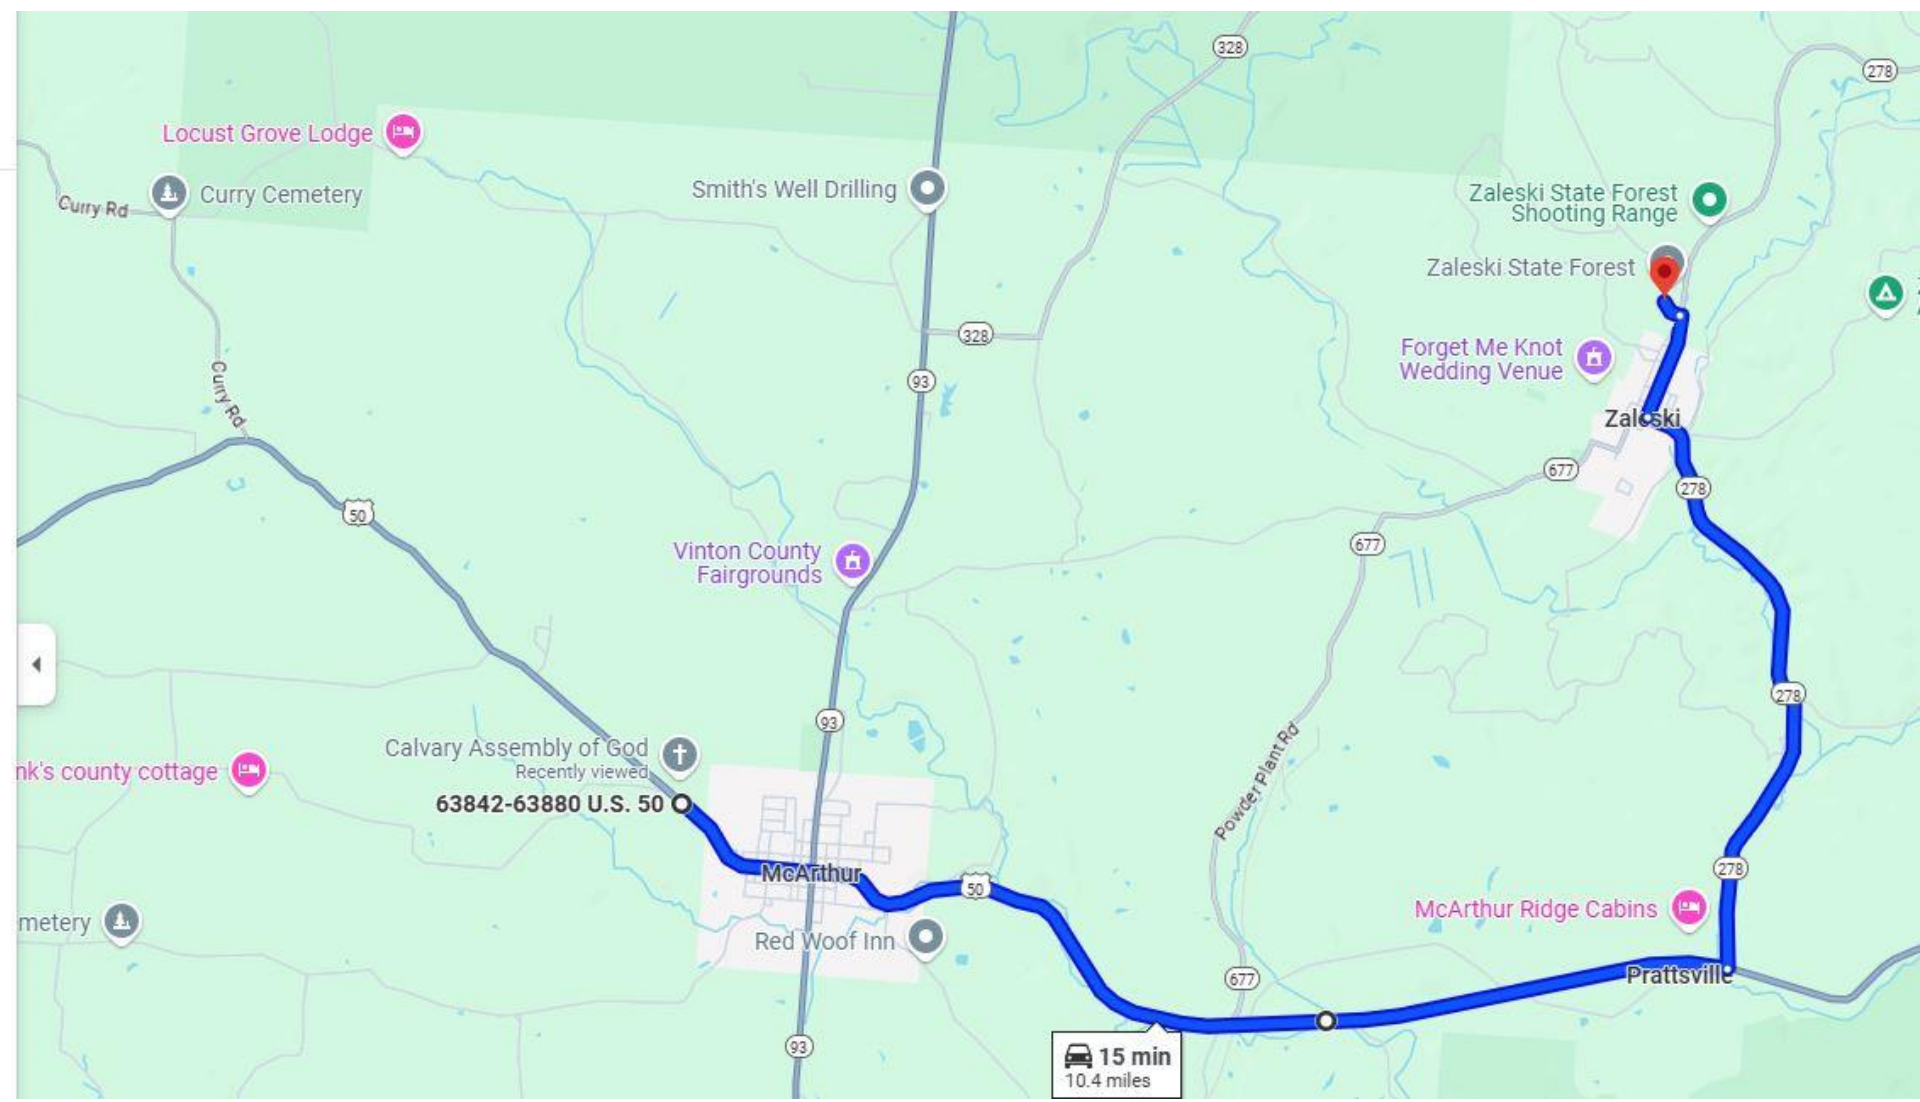 328
278
Locust Grove Lodge
Curry Cemetery
Curry Rd
Smith's Well Drilling
Zaleski State Forest
Shooting Range
Zaleski State Forest
328
Forget Me Knot
Wedding Venue
93
Curry Rd
Zaleski
677
278
50
677
Vinton County
Fairgrounds
278
93
Calvary Assembly of God
Recently viewed
nk's county cottage
63842-63880 U.S. 50
Powder Plant Rd
McArthur
278
50
McArthur Ridge Cabins
metery
Red Woof Inn
Prattsville
677
93
15 min
10.4 miles